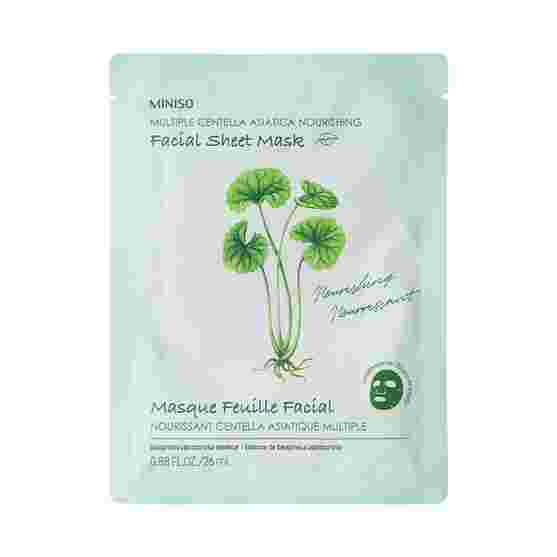 MINISO
MULTIPLE CENTELLA ASIATICA NOURISHING
Facial Sheet Mask
Nourishing
Nourrissant
Masque Feuille Facial
NOURISSANT CENTELLA ASIATIQUE MULTIPLE
0.88 FL.OZ./26 mL